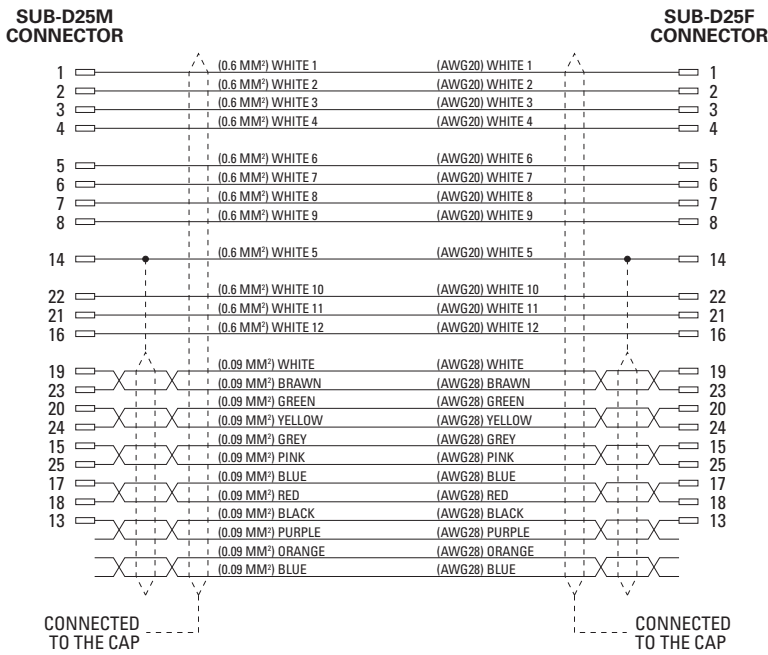 SUB-D25M
CONNECTOR
SUB-D25F
CONNECTOR
1 (0.6 MM²) WHITE 1 (AWG20) WHITE 1 1
2 (0.6 MM²) WHITE 2 (AWG20) WHITE 2 2
3 (0.6 MM²) WHITE 3 (AWG20) WHITE 3 3
4 (0.6 MM²) WHITE 4 (AWG20) WHITE 4 4
5 (0.6 MM²) WHITE 6 (AWG20) WHITE 6 5
6 (0.6 MM²) WHITE 7 (AWG20) WHITE 7 6
7 (0.6 MM²) WHITE 8 (AWG20) WHITE 8 7
8 (0.6 MM²) WHITE 9 (AWG20) WHITE 9 8
14 (0.6 MM²) WHITE 5 (AWG20) WHITE 5 14
22 (0.6 MM²) WHITE 10 (AWG20) WHITE 10 22
21 (0.6 MM²) WHITE 11 (AWG20) WHITE 11 21
16 (0.6 MM²) WHITE 12 (AWG20) WHITE 12 16
19 (0.09 MM²) WHITE (AWG28) WHITE 19
23 (0.09 MM²) BRAWN (AWG28) BRAWN 23
20 (0.09 MM²) GREEN (AWG28) GREEN 20
24 (0.09 MM²) YELLOW (AWG28) YELLOW 24
15 (0.09 MM²) GREY (AWG28) GREY 15
25 (0.09 MM²) PINK (AWG28) PINK 25
17 (0.09 MM²) BLUE (AWG28) BLUE 17
18 (0.09 MM²) RED (AWG28) RED 18
13 (0.09 MM²) BLACK (AWG28) BLACK 13
(0.09 MM²) PURPLE (AWG28) PURPLE
(0.09 MM²) ORANGE (AWG28) ORANGE
(0.09 MM²) BLUE (AWG28) BLUE
CONNECTED
TO THE CAP
CONNECTED
TO THE CAP